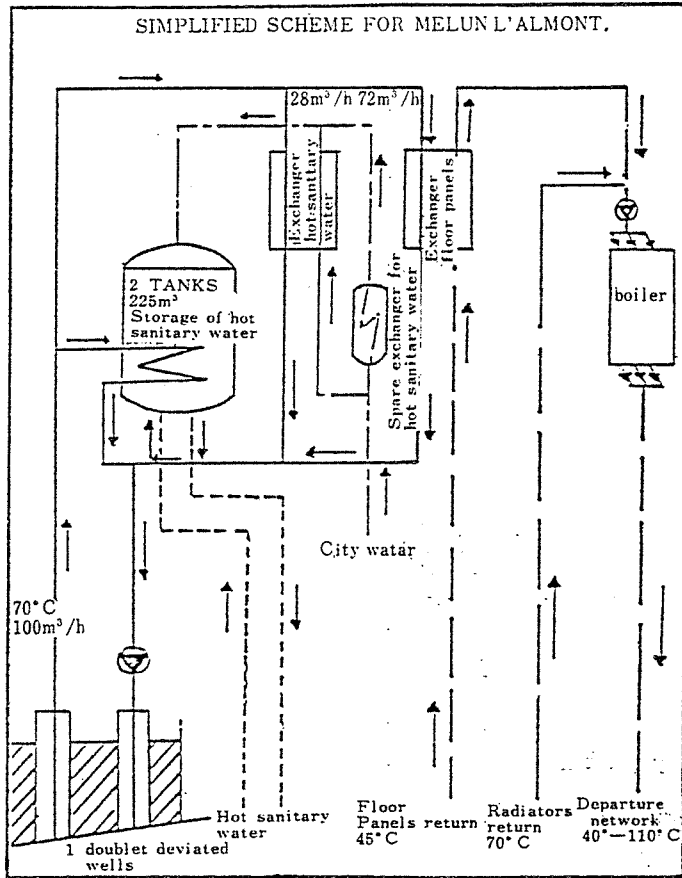 SIMPLIFIED SCHEME FOR MELUN L'ALMONT.
28m³/h 72m³/h
Exchanger
hot sanitary
water
Exchanger
floor panels
2 TANKS
225m³
Storage of hot
sanitary water
Spare exchanger for
hot sanitary water
boiler
City watar
70°C
100m³/h
Hot sanitary
water
1 doublet deviated
wells
Floor
Panels return
45°C
Radiators
return
70°C
Departure
network
40°—110°C